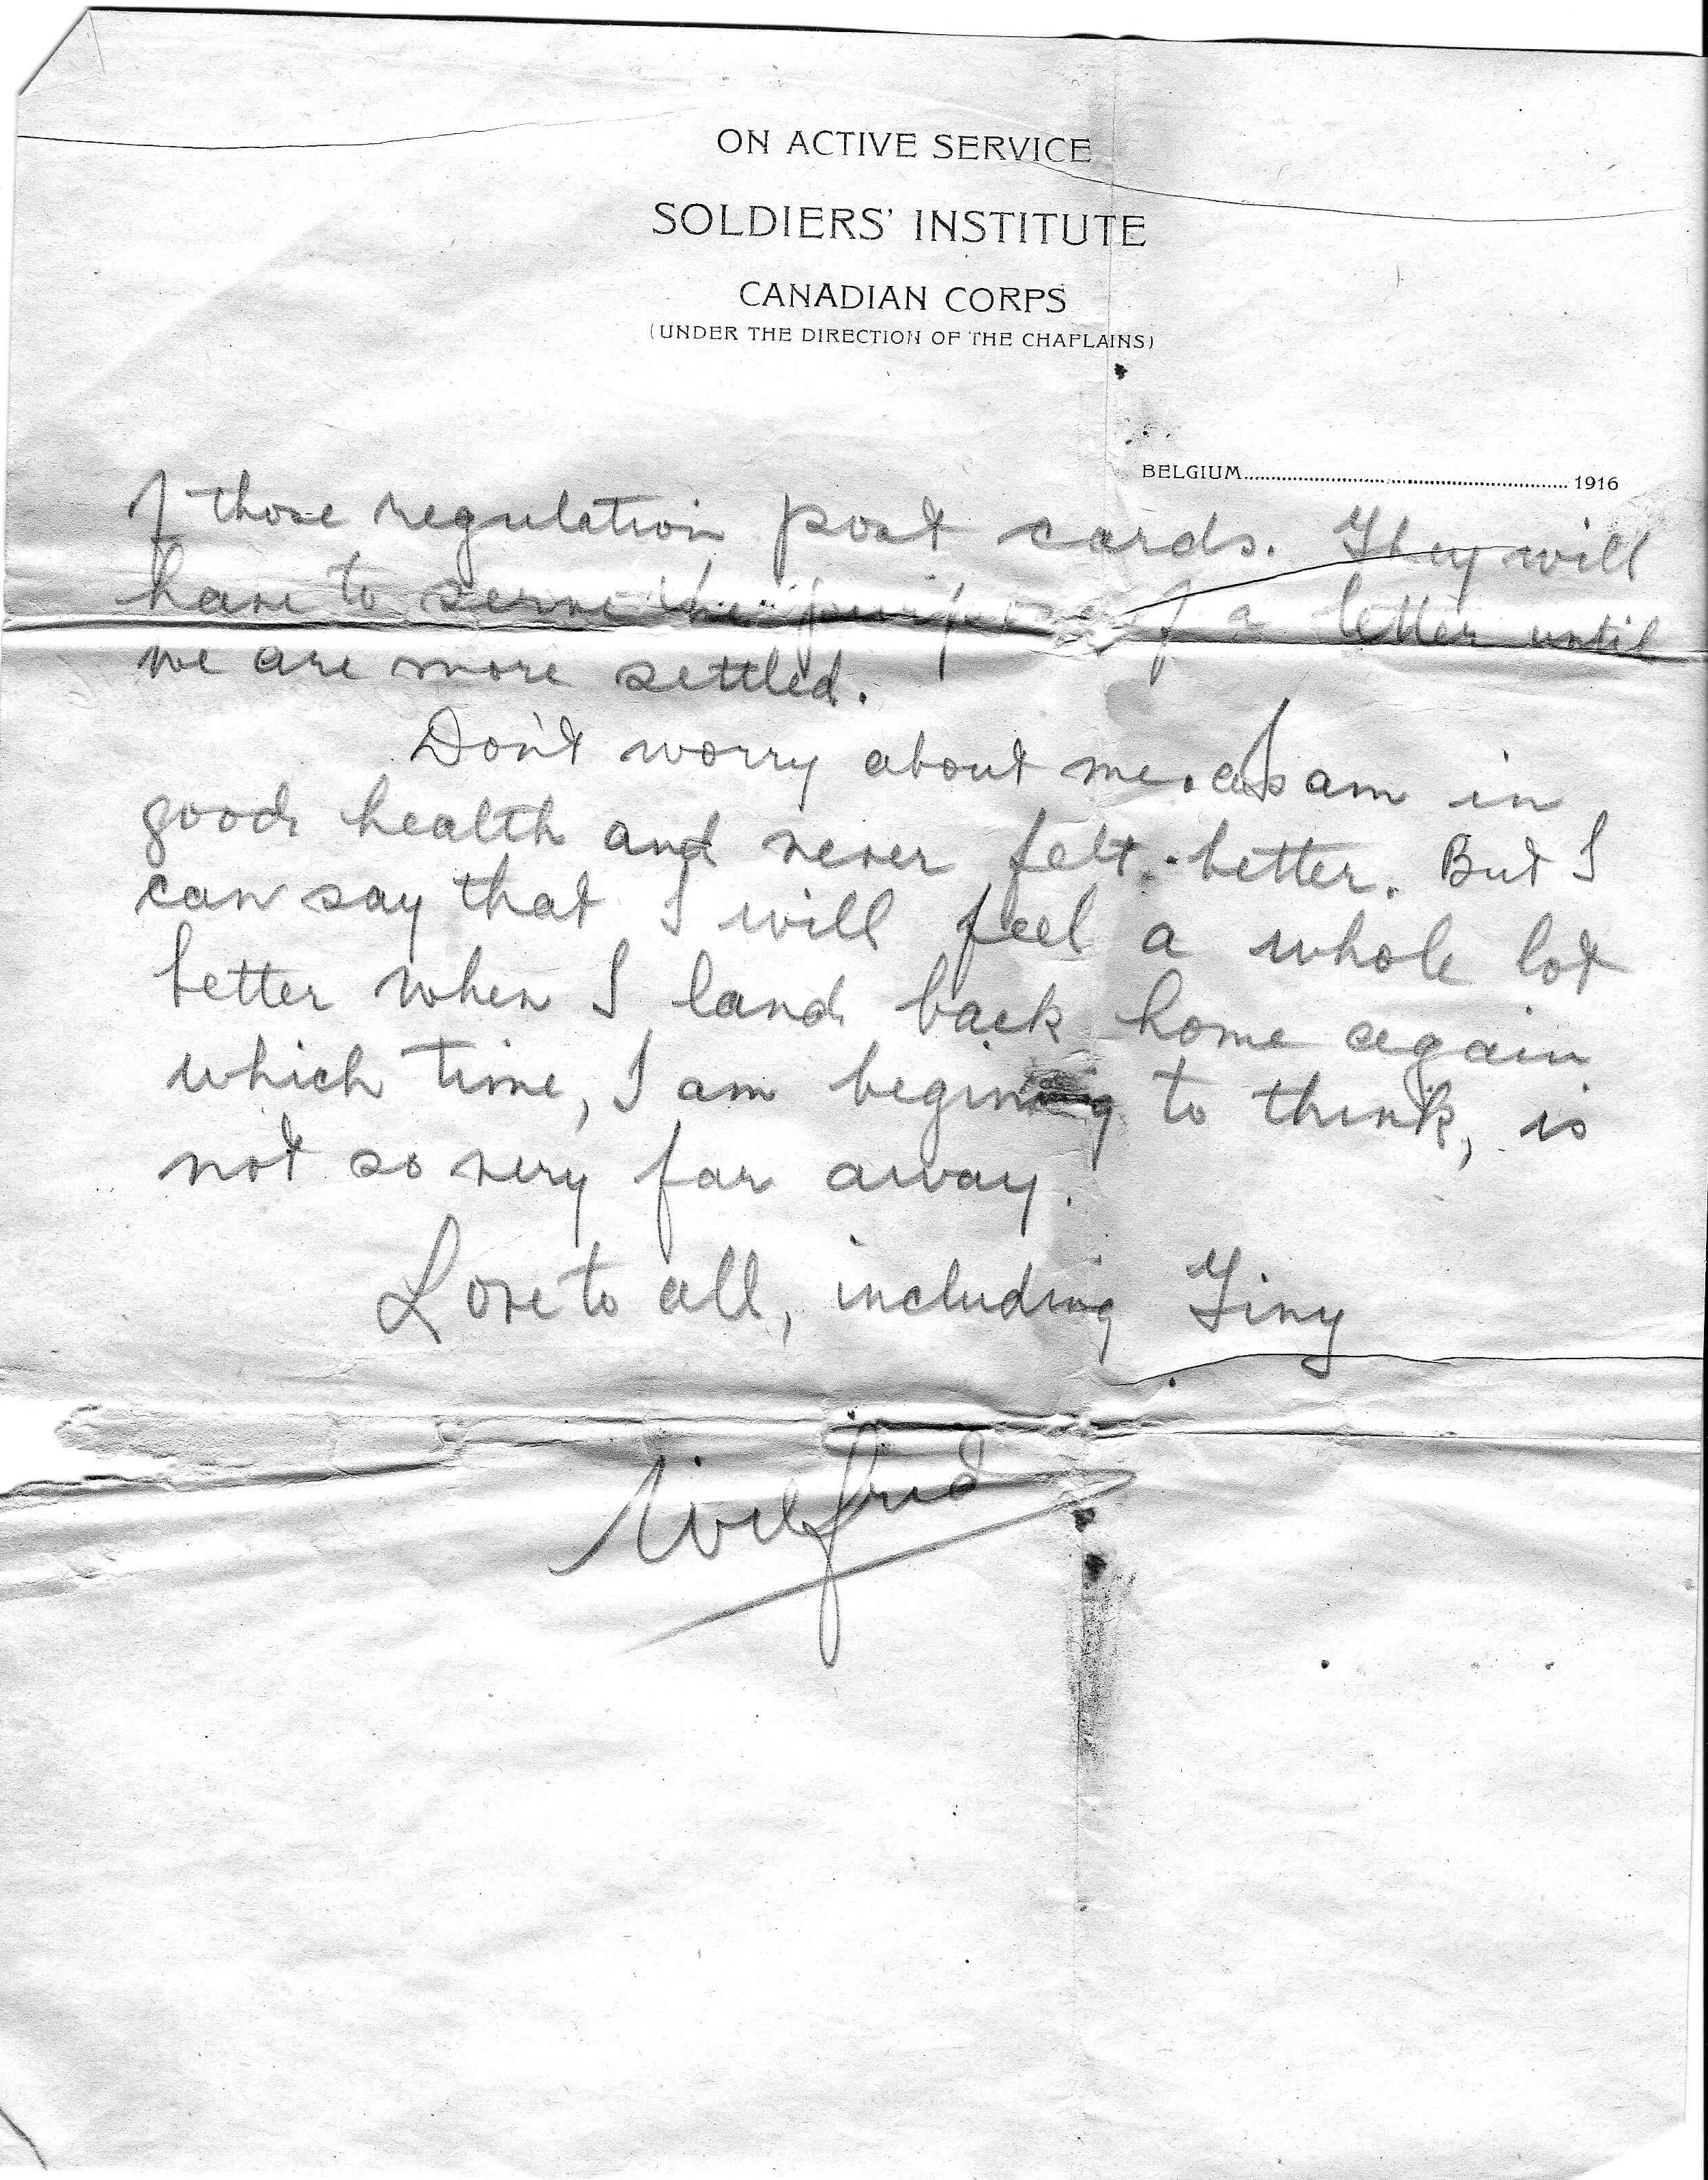 ON ACTIVE SERVICE
SOLDIERS' INSTITUTE
CANADIAN CORPS
(UNDER THE DIRECTION OF THE CHAPLAINS)
BELGIUM.................................................. 1916
of those regulation post cards. They will
have to serve the purpose of a letter until
we are more settled.
Don't worry about me. I am in
good health and never felt better. But I
can say that I will feel a whole lot
better when I land back home again
which time, I am begining to think, is
not so very far away.
Love to all, including Tiny
Wilfrid